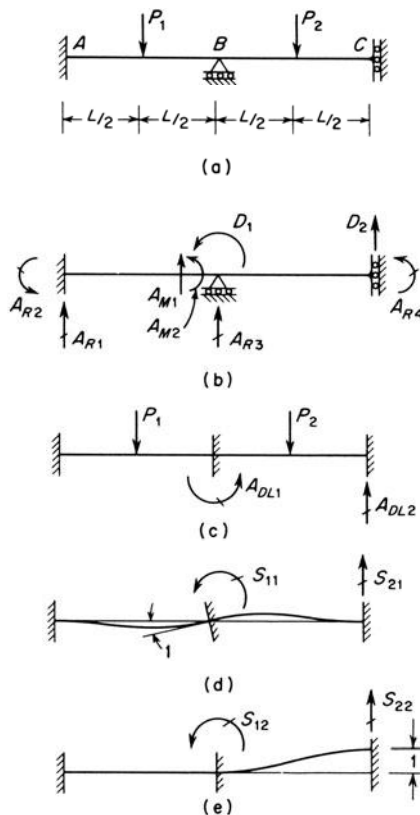 P1 P2
A B C
L/2 L/2 L/2 L/2
(a)
D1 D2
AM1
AR2 AM2 AR4
AR1 AR3
(b)
P1 P2
ADL1 ADL2
(c)
S11 S21
1
(d)
S22
S12
1
(e)